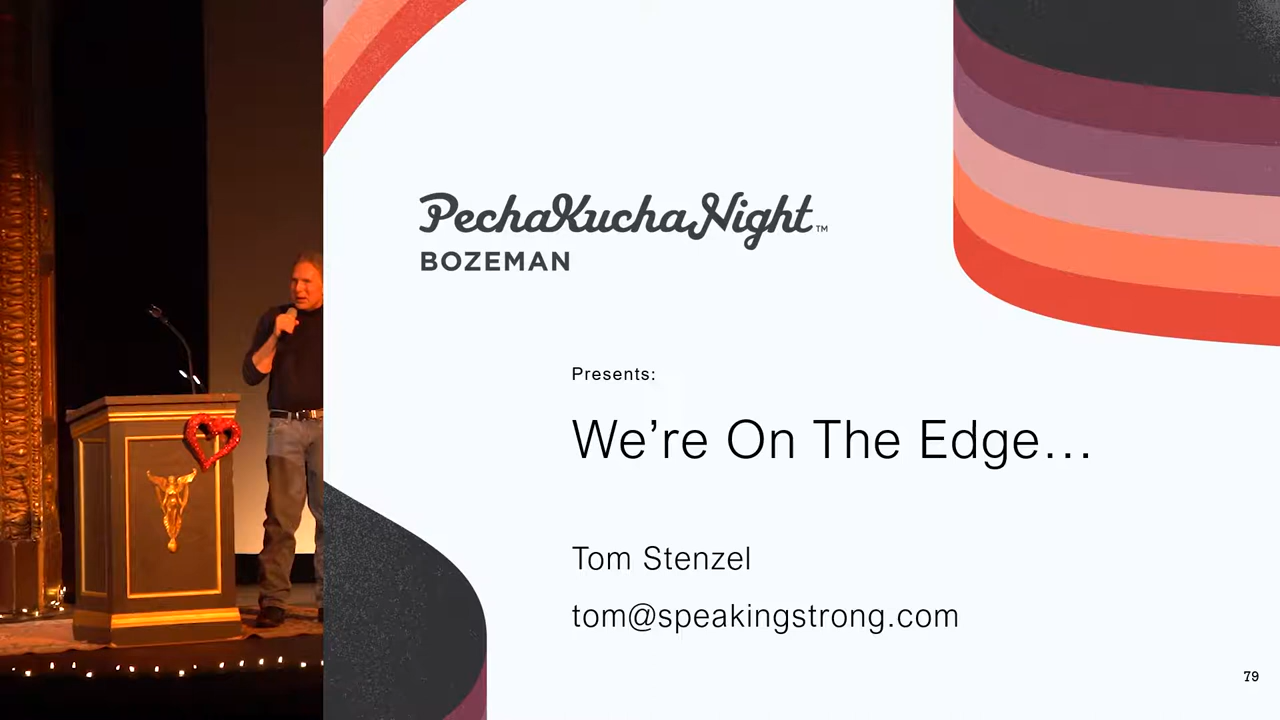 PechaKuchaNight™
BOZEMAN
Presents:
We’re On The Edge…
Tom Stenzel
tom@speakingstrong.com
79